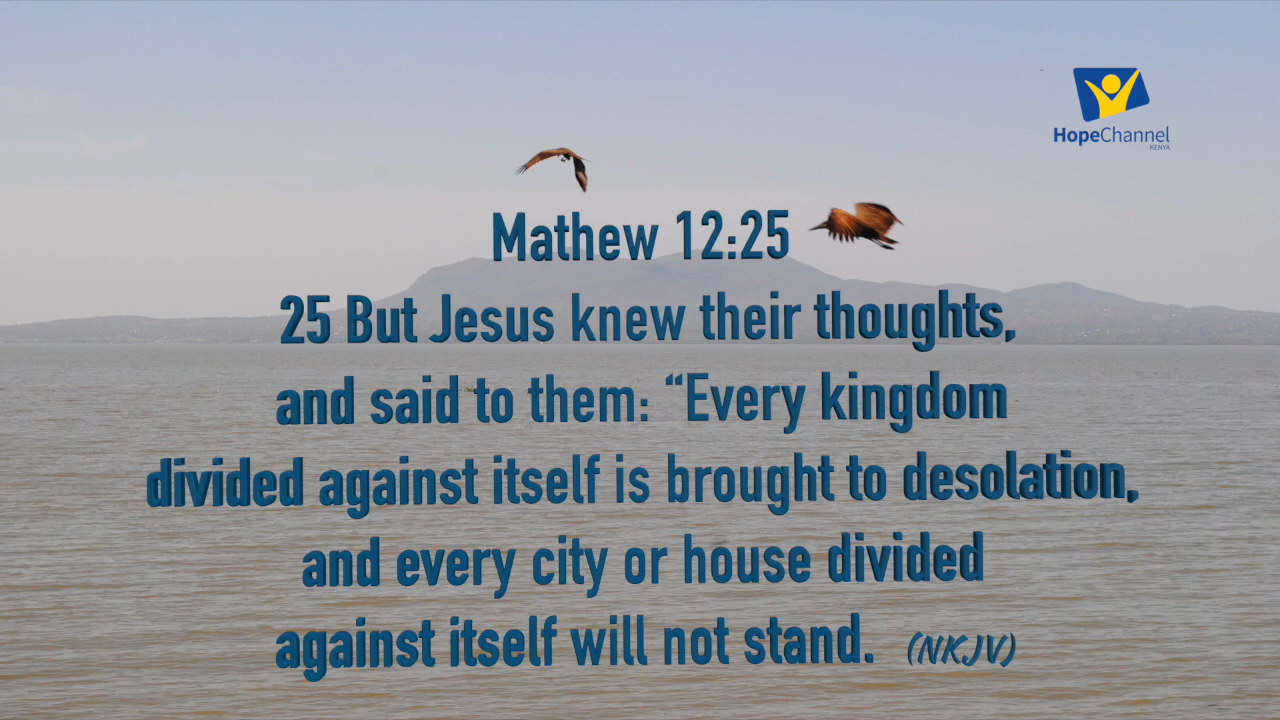 HopeChannel
KENYA
Mathew 12:25
25 But Jesus knew their thoughts,
and said to them: “Every kingdom
divided against itself is brought to desolation,
and every city or house divided
against itself will not stand. (NKJV)